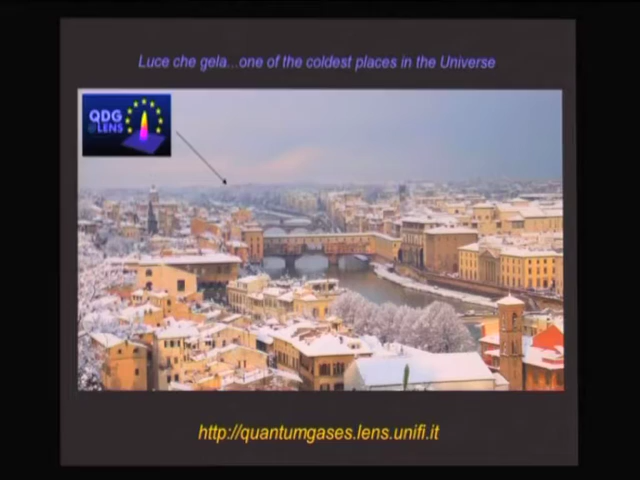 Luce che gela...one of the coldest places in the Universe
QDG
@LENS
http://quantumgases.lens.unifi.it